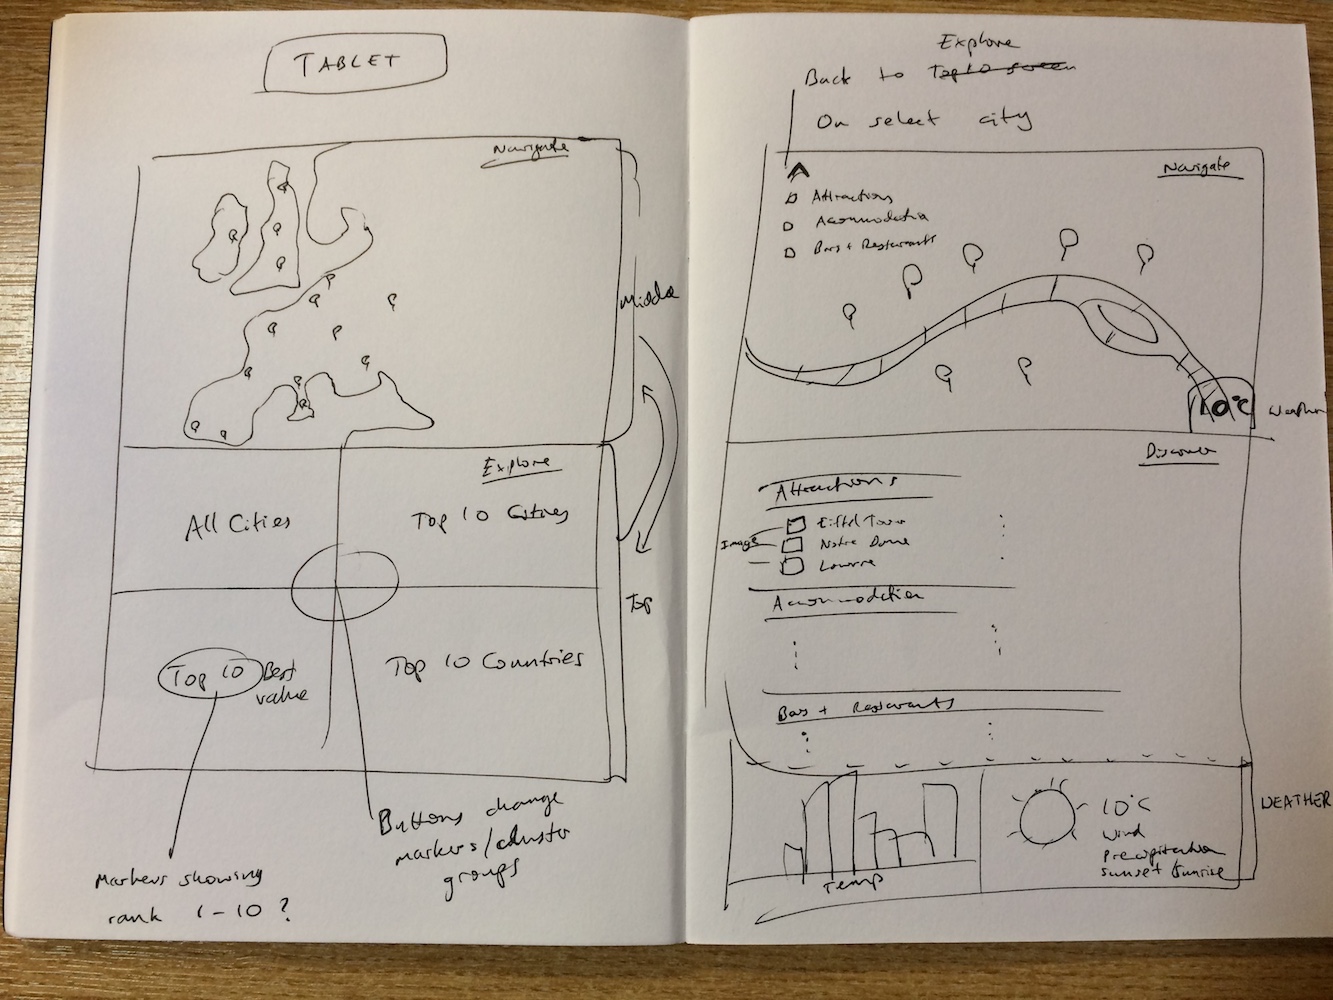 TABLET
Navigate
Middle
Explore
All Cities
Top 10 Cities
Top
Top 10 Best
value
Top 10 Countries
Buttons change
markers/cluster
groups
Markers showing
rank 1-10?
Explore
Back to Top 10 screen
On select city
Navigate
Attractions
Accommodation
Bars + Restaurants
10°C
Weather
Discover
Attractions
Image
Eiffel Tower
Notre Dame
Louvre
Accommodation
Bars + Restaurants
WEATHER
10°C
Wind
Precipitation
Sunset/Sunrise
Temp